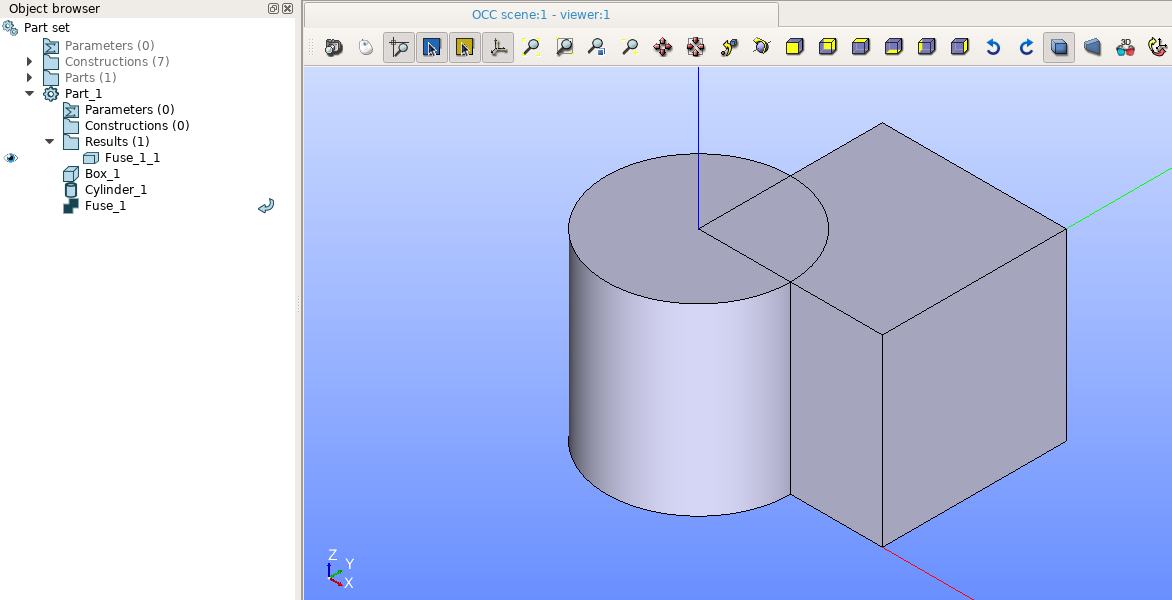 Object browser
Part set
Parameters (0)
Constructions (7)
Parts (1)
Part_1
Parameters (0)
Constructions (0)
Results (1)
Fuse_1_1
Box_1
Cylinder_1
Fuse_1
OCC scene:1 - viewer:1
3D
Z
Y
X